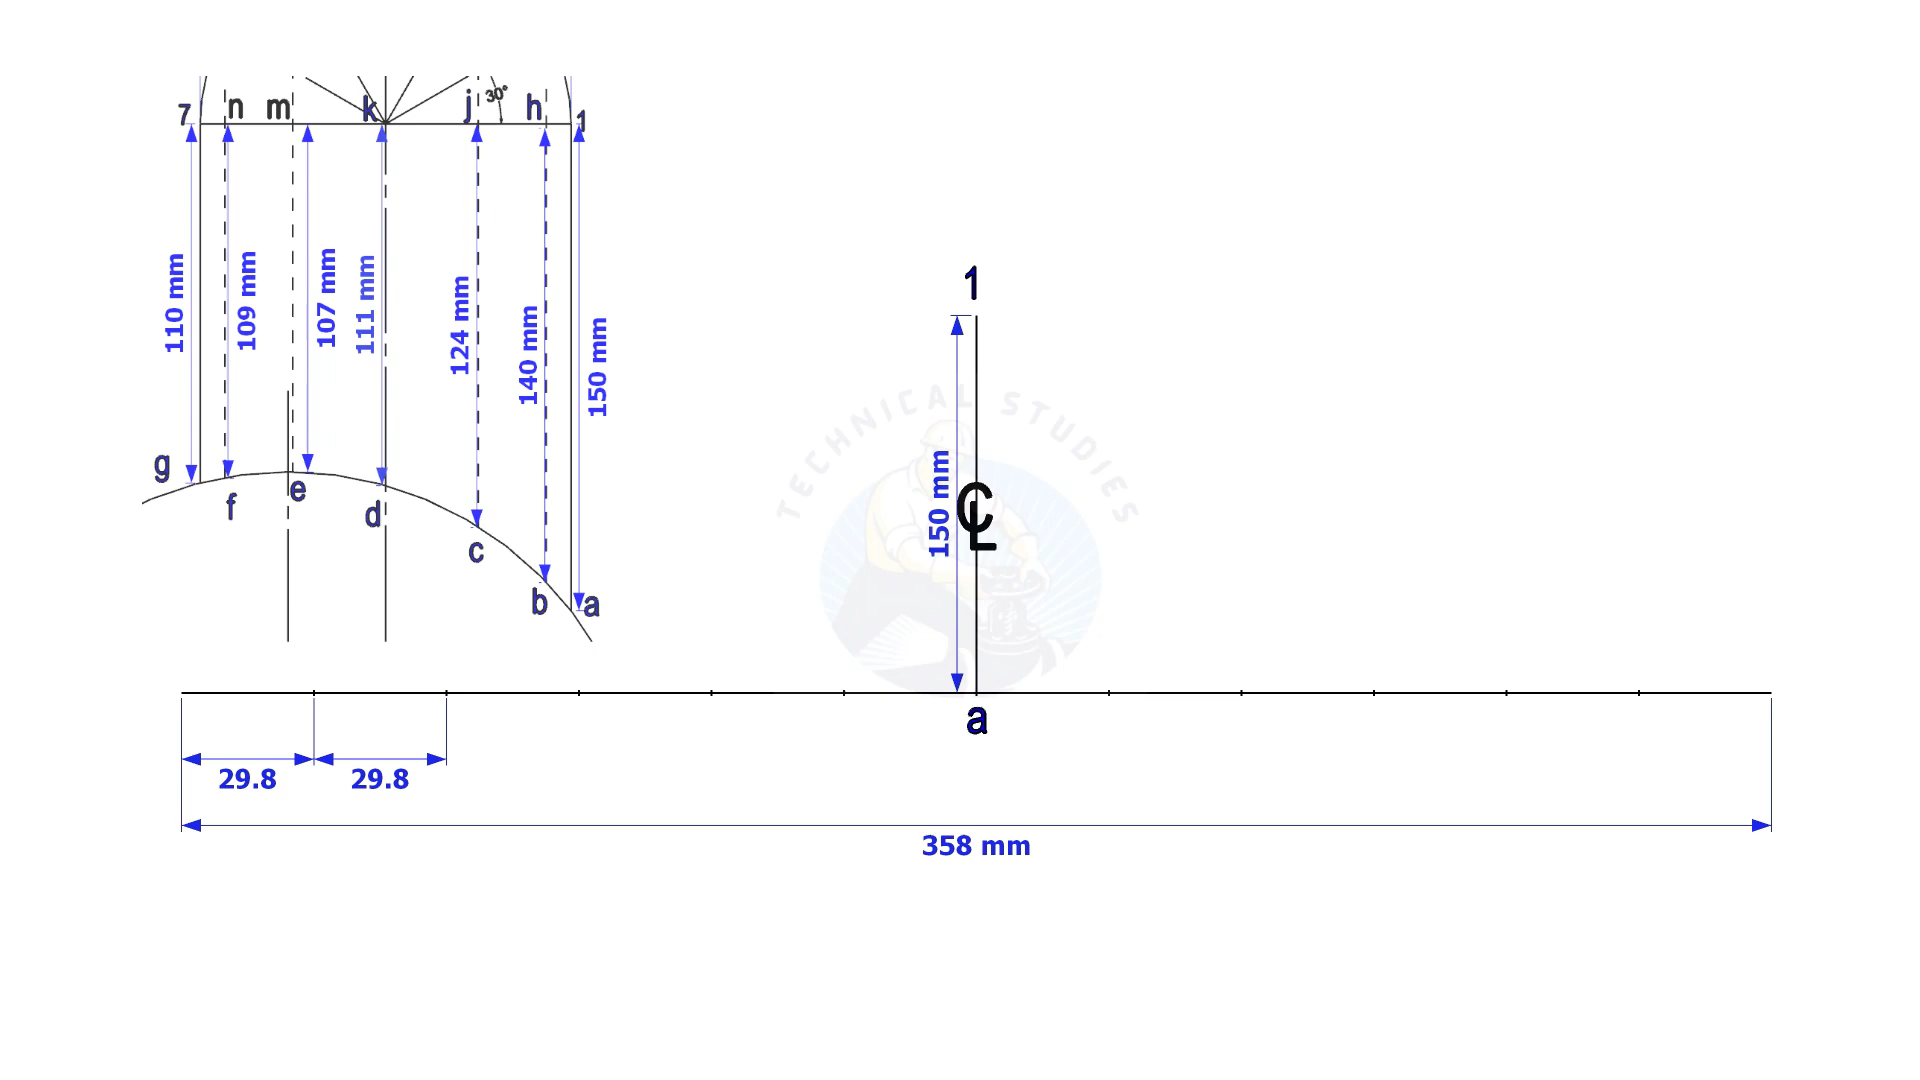 7 n m k j 30° h 1
110 mm
109 mm
107 mm
111 mm
124 mm
140 mm
150 mm
g
f
e
d
c
b
a
1
TECHNICAL STUDIES
150 mm
℄
a
29.8
29.8
358 mm